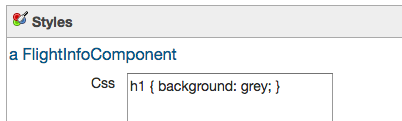 Styles
a FlightInfoComponent
Css h1 { background: grey; }